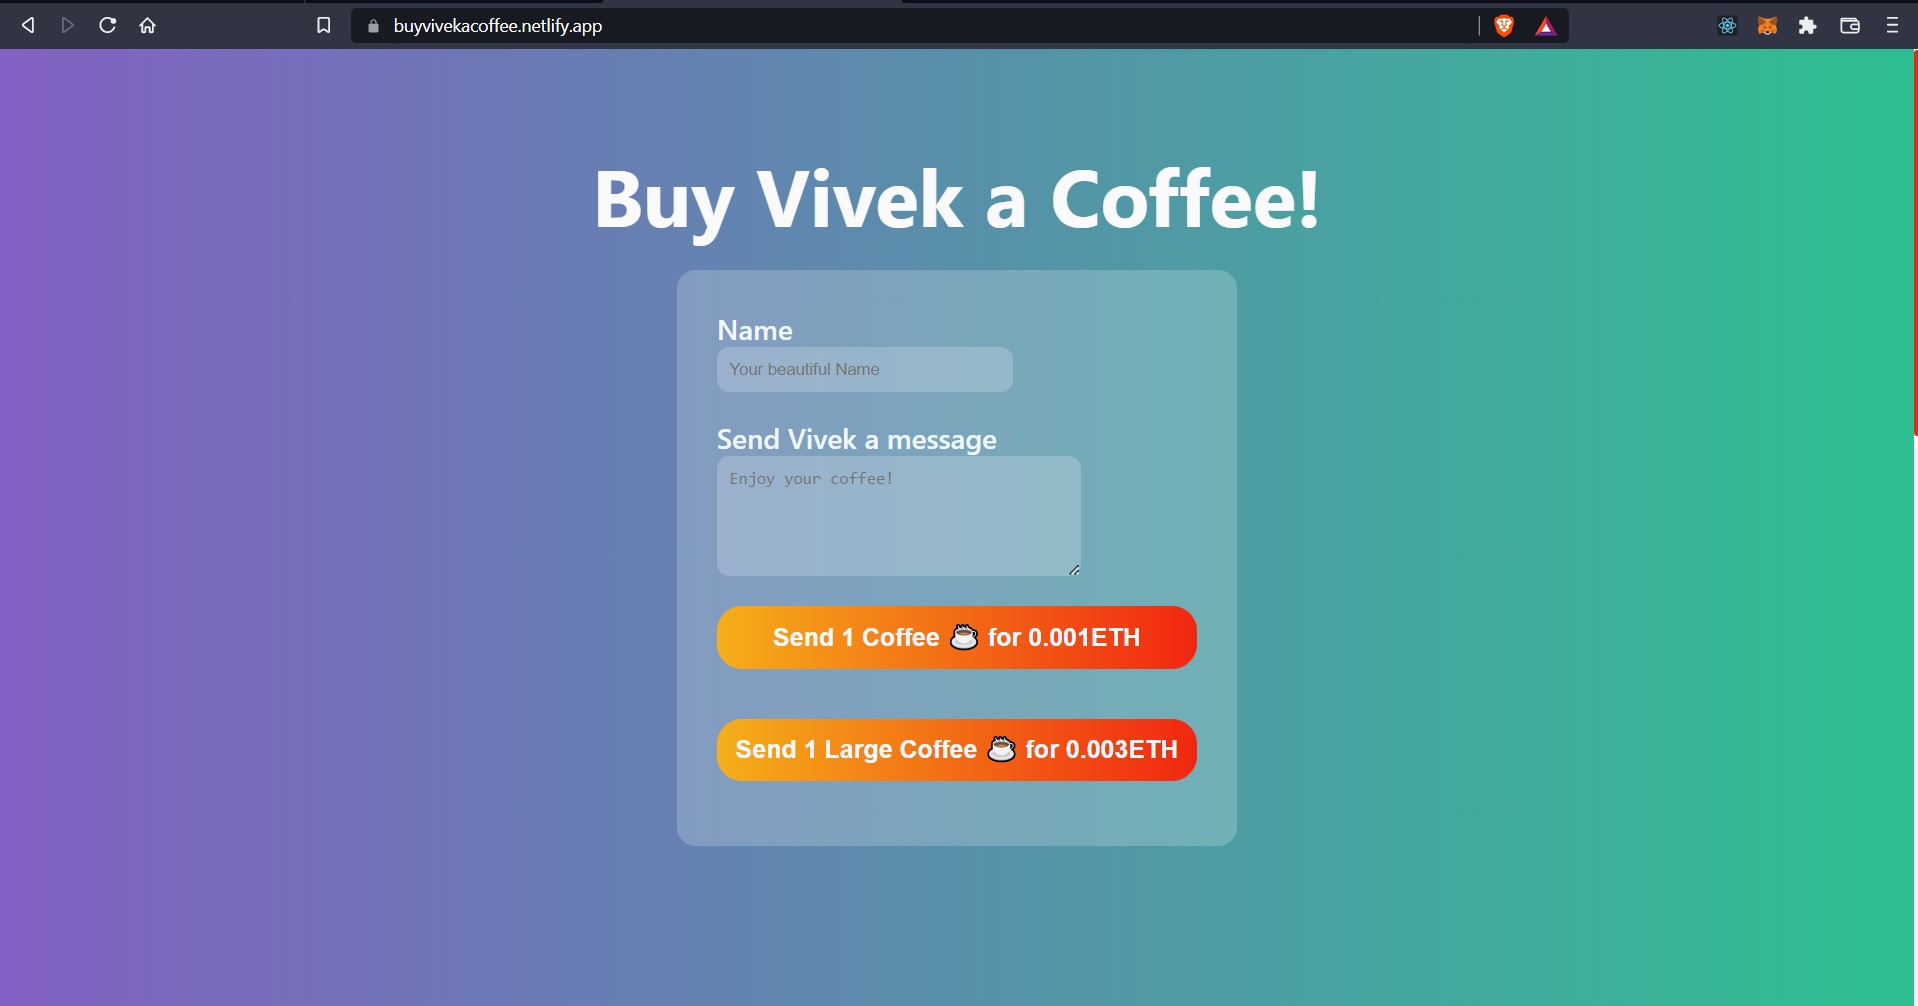 buyvivekacoffee.netlify.app
Buy Vivek a Coffee!
Name
Your beautiful Name
Send Vivek a message
Enjoy your coffee!
Send 1 Coffee ☕ for 0.001ETH
Send 1 Large Coffee ☕ for 0.003ETH